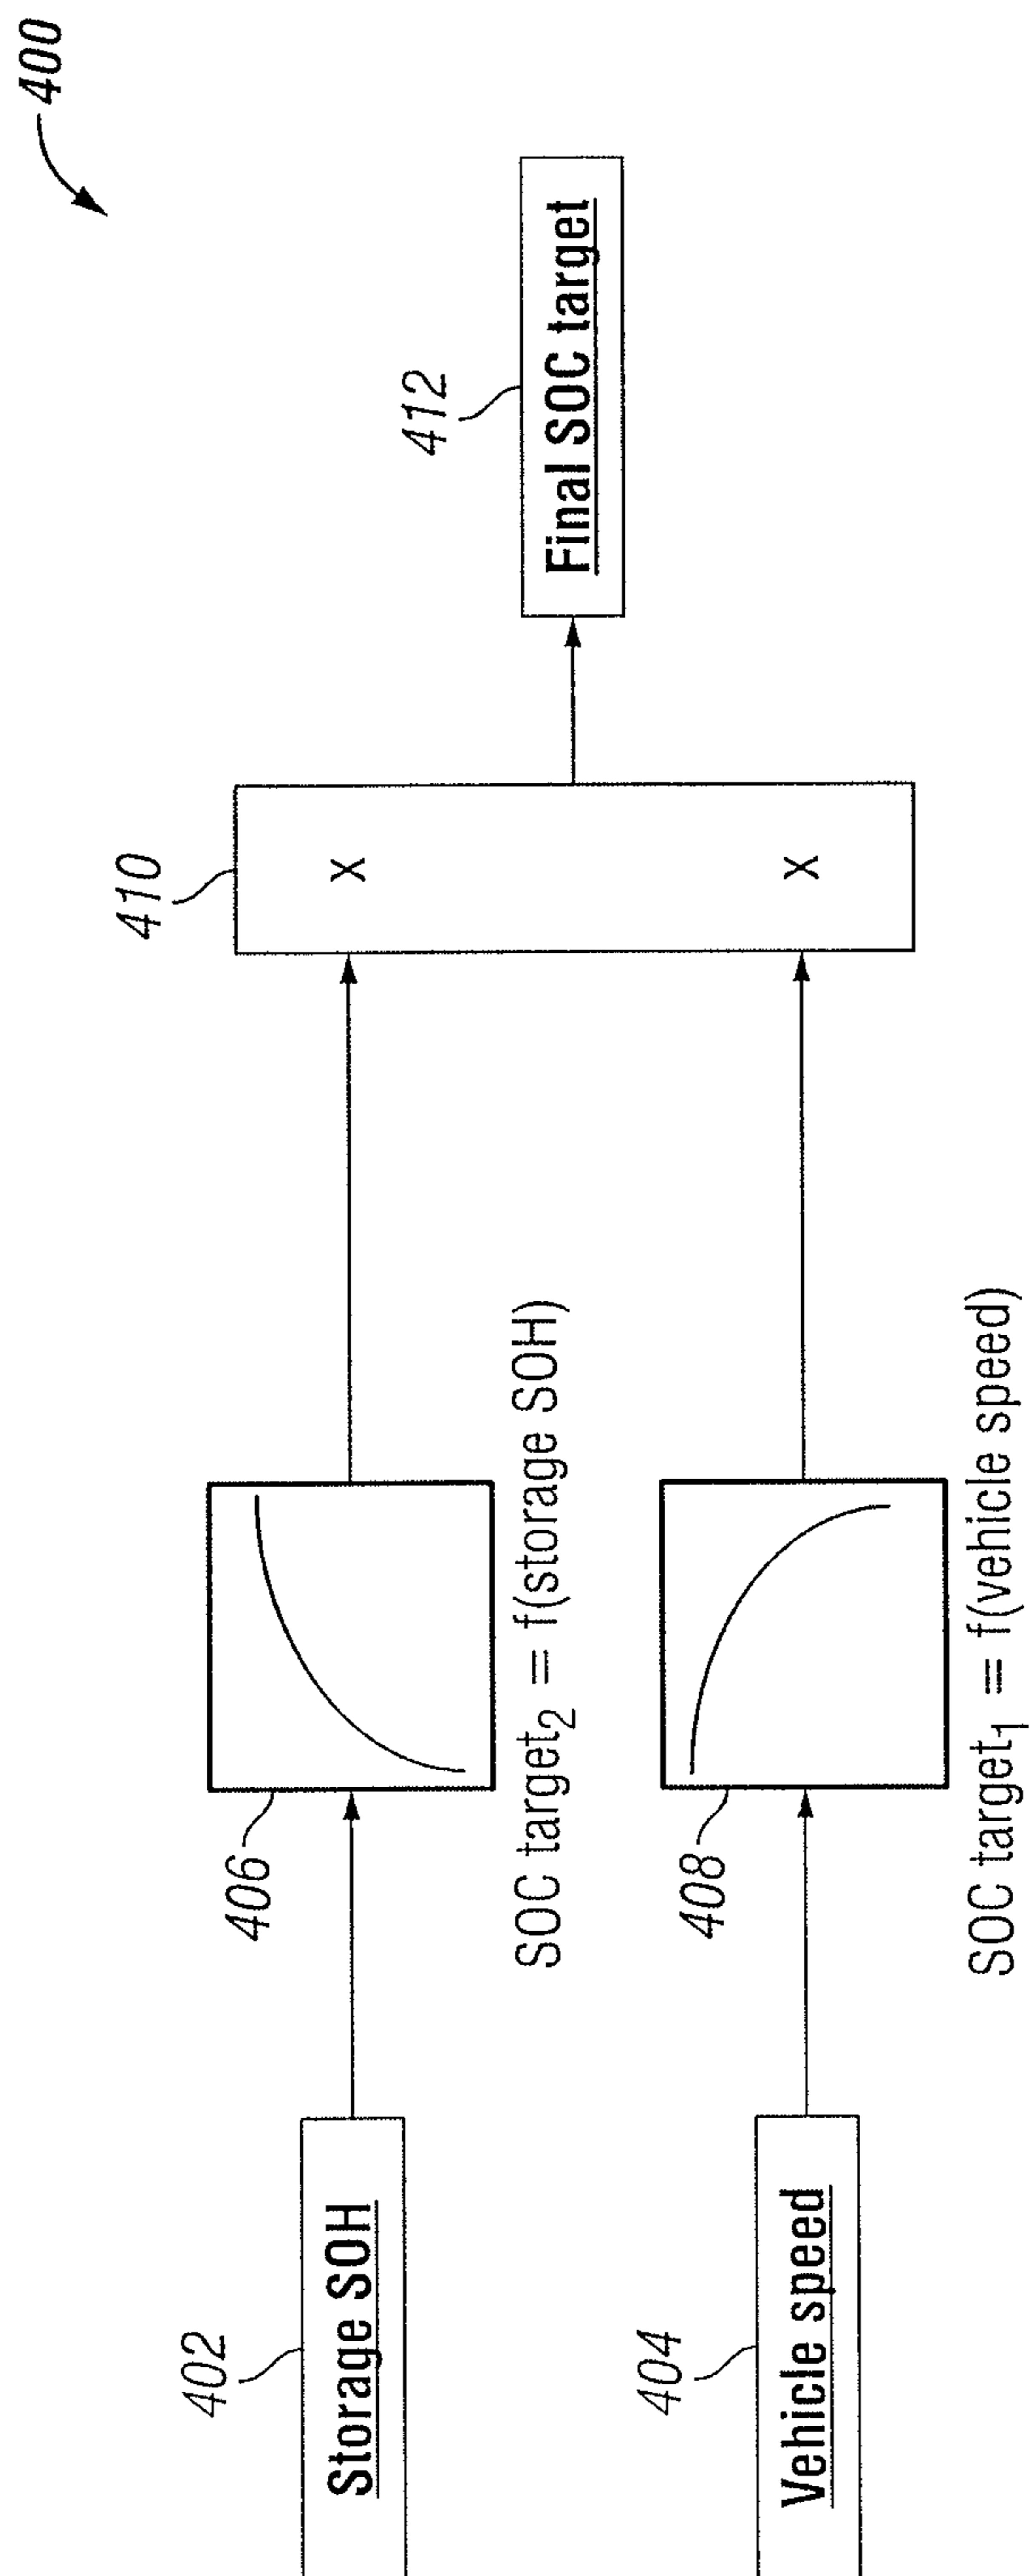 400
402
Storage SOH
406
SOC target₂ = f(storage SOH)
410
X
X
412
Final SOC target
404
Vehicle speed
408
SOC target₁ = f(vehicle speed)